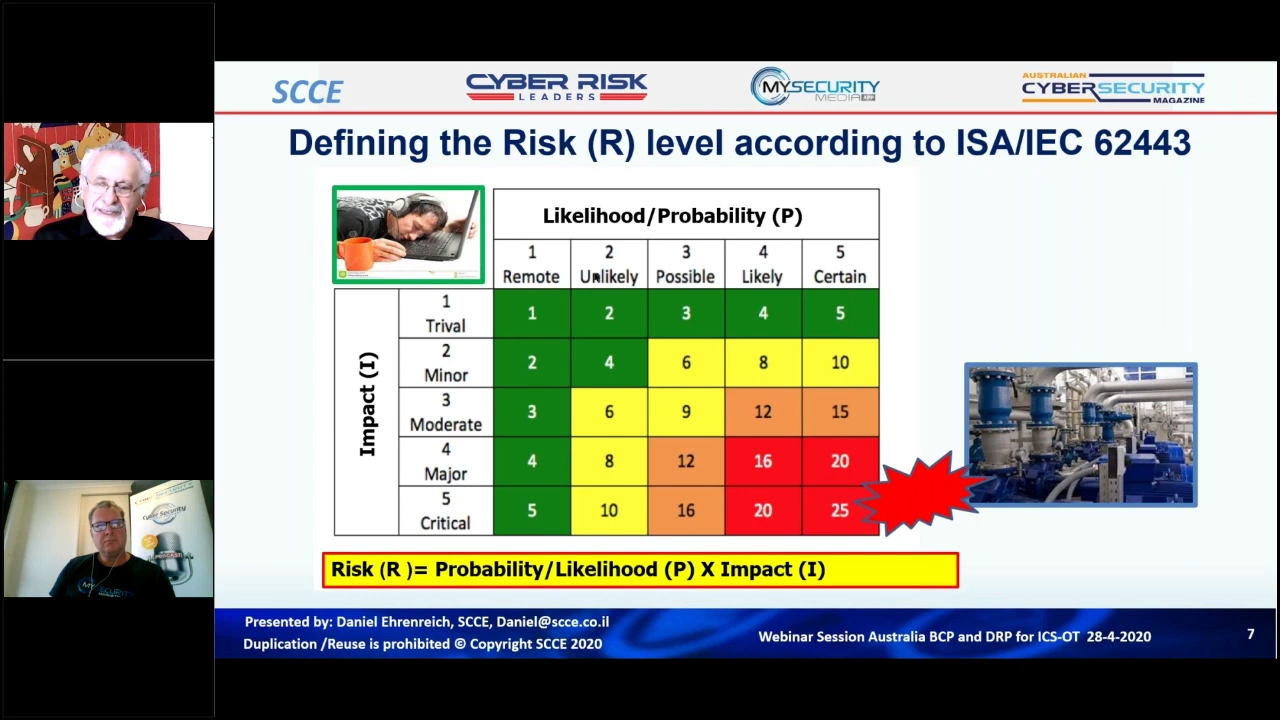 SCCE
CYBER RISK
LEADERS
MYSECURITY
MEDIA
AUSTRALIAN
CYBERSECURITY
MAGAZINE
Defining the Risk (R) level according to ISA/IEC 62443
Likelihood/Probability (P)
1 2 3 4 5
Remote Unlikely Possible Likely Certain
Impact (I)
1
Trival 1 2 3 4 5
2
Minor 2 4 6 8 10
3
Moderate 3 6 9 12 15
4
Major 4 8 12 16 20
5
Critical 5 10 16 20 25
Risk (R )= Probability/Likelihood (P) X Impact (I)
Presented by: Daniel Ehrenreich, SCCE, Daniel@scce.co.il
Duplication /Reuse is prohibited © Copyright SCCE 2020
Webinar Session Australia BCP and DRP for ICS-OT 28-4-2020
7
Cyber Security
PODCAST